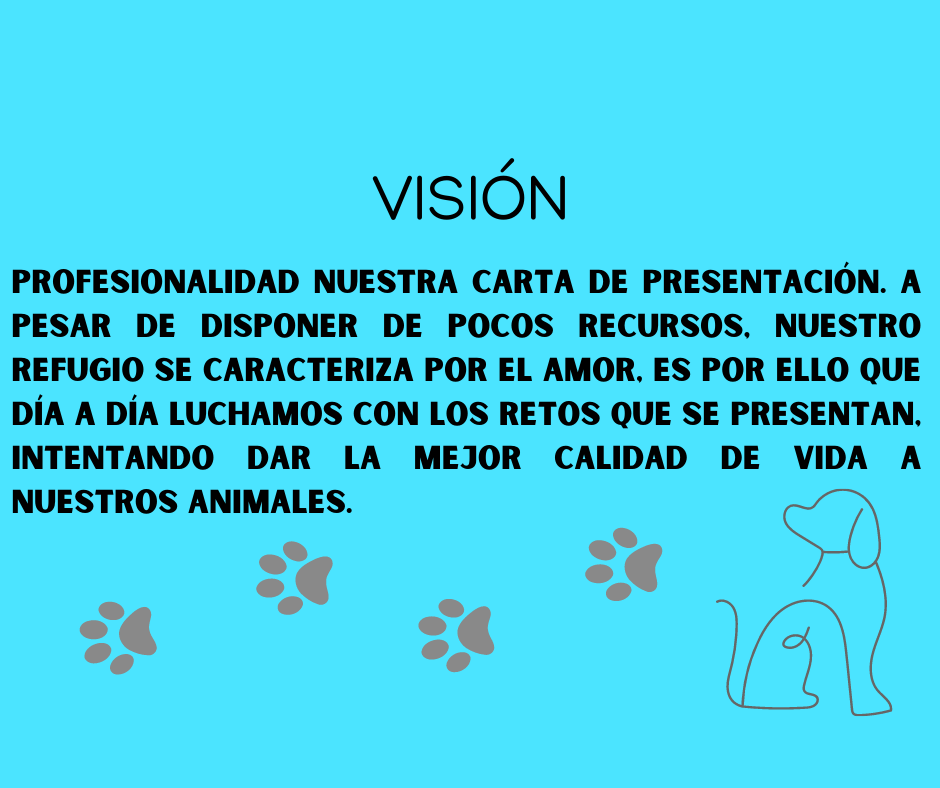 VISIÓN
PROFESIONALIDAD NUESTRA CARTA DE PRESENTACIÓN. A
PESAR DE DISPONER DE POCOS RECURSOS, NUESTRO
REFUGIO SE CARACTERIZA POR EL AMOR, ES POR ELLO QUE
DÍA A DÍA LUCHAMOS CON LOS RETOS QUE SE PRESENTAN,
INTENTANDO DAR LA MEJOR CALIDAD DE VIDA A
NUESTROS ANIMALES.